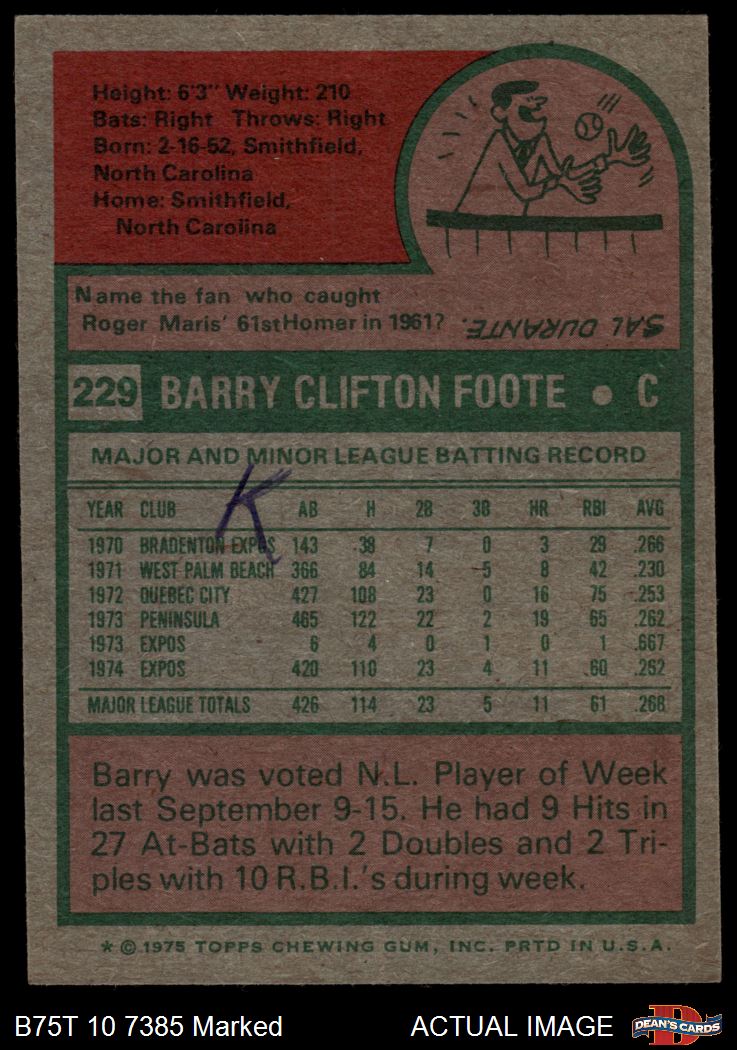 Height: 6'3" Weight: 210
Bats: Right Throws: Right
Born: 2-16-52, Smithfield,
North Carolina
Home: Smithfield,
North Carolina
Name the fan who caught
Roger Maris' 61st Homer in 1961?
SAL DURANTE.
229 BARRY CLIFTON FOOTE • C
MAJOR AND MINOR LEAGUE BATTING RECORD
K
YEAR CLUB AB H 2B 3B HR RBI AVG
1970 BRADENTON EXPOS 143 38 7 0 3 29 .266
1971 WEST PALM BEACH 366 84 14 5 8 42 .230
1972 QUEBEC CITY 427 108 23 0 16 75 .253
1973 PENINSULA 465 122 22 2 19 65 .262
1973 EXPOS 6 4 0 1 0 1 .667
1974 EXPOS 420 110 23 4 11 60 .262
MAJOR LEAGUE TOTALS 426 114 23 5 11 61 .268
Barry was voted N.L. Player of Week
last September 9-15. He had 9 Hits in
27 At-Bats with 2 Doubles and 2 Tri-
ples with 10 R.B.I.'s during week.
* © 1975 TOPPS CHEWING GUM, INC. PRTD IN U.S.A.
B75T 10 7385 Marked ACTUAL IMAGE
DEAN'S CARDS